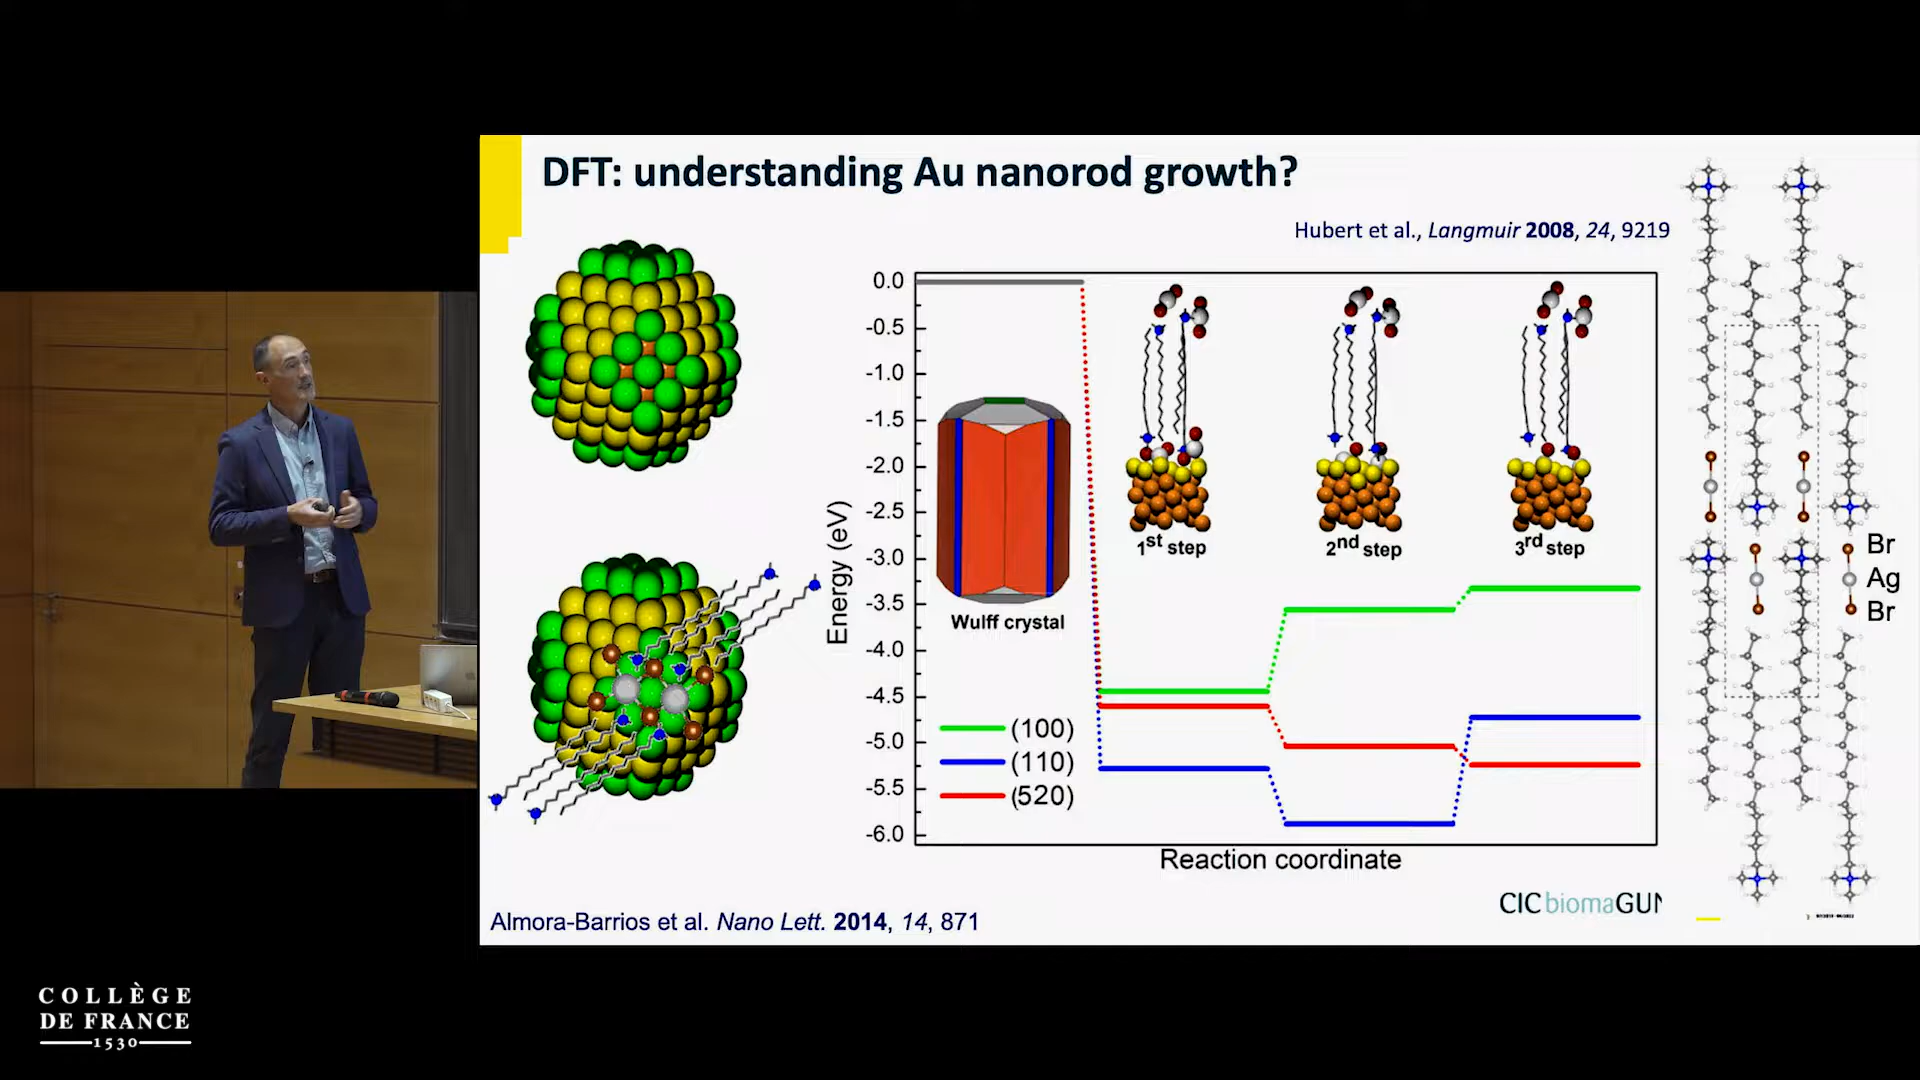 DFT: understanding Au nanorod growth?
Hubert et al., Langmuir 2008, 24, 9219
0.0
-0.5
-1.0
-1.5
-2.0
-2.5
-3.0
-3.5
-4.0
-4.5
-5.0
-5.5
-6.0
Energy (eV)
Wulff crystal
1st step
2nd step
3rd step
(100)
(110)
(520)
Reaction coordinate
Br
Ag
Br
CIC biomaGUN
Almora-Barrios et al. Nano Lett. 2014, 14, 871
COLLÈGE
DE FRANCE
1530